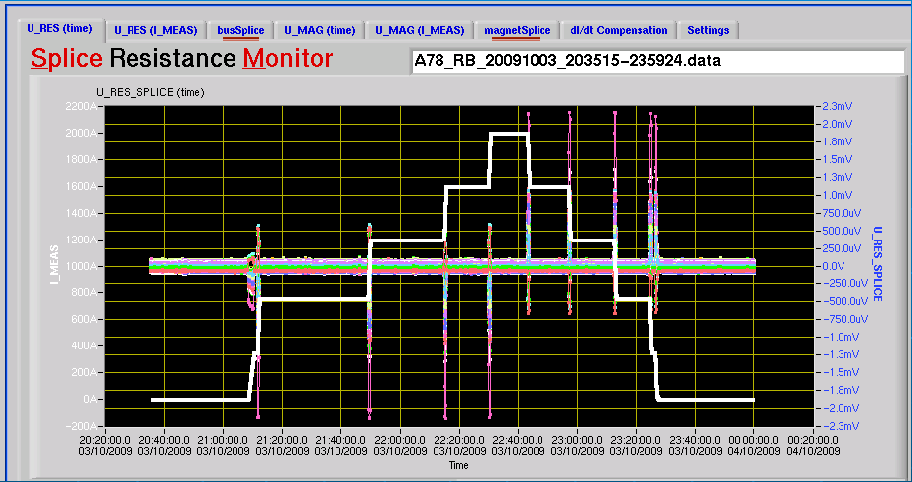 U_RES (time) U_RES (I_MEAS) busSplice U_MAG (time) U_MAG (I_MEAS) magnetSplice dI/dt Compensation Settings
Splice Resistance Monitor A78_RB_20091003_203515-235924.data
U_RES_SPLICE (time)
2200A 2.3mV
2000A 2.0mV
1800A 1.8mV
1.5mV
1600A 1.3mV
1.0mV
1400A 750.0uV
1200A 500.0uV
250.0uV
1000A 0.0V
-250.0uV
800A -500.0uV
600A -750.0uV
400A -1.0mV
-1.3mV
200A -1.5mV
0A -1.8mV
-2.0mV
-200A -2.3mV
I_MEAS
U_RES_SPLICE
20:20:00.0 20:40:00.0 21:00:00.0 21:20:00.0 21:40:00.0 22:00:00.0 22:20:00.0 22:40:00.0 23:00:00.0 23:20:00.0 23:40:00.0 00:00:00.0 00:20:00.0
03/10/2009 03/10/2009 03/10/2009 03/10/2009 03/10/2009 03/10/2009 03/10/2009 03/10/2009 03/10/2009 03/10/2009 03/10/2009 04/10/2009 04/10/2009
Time